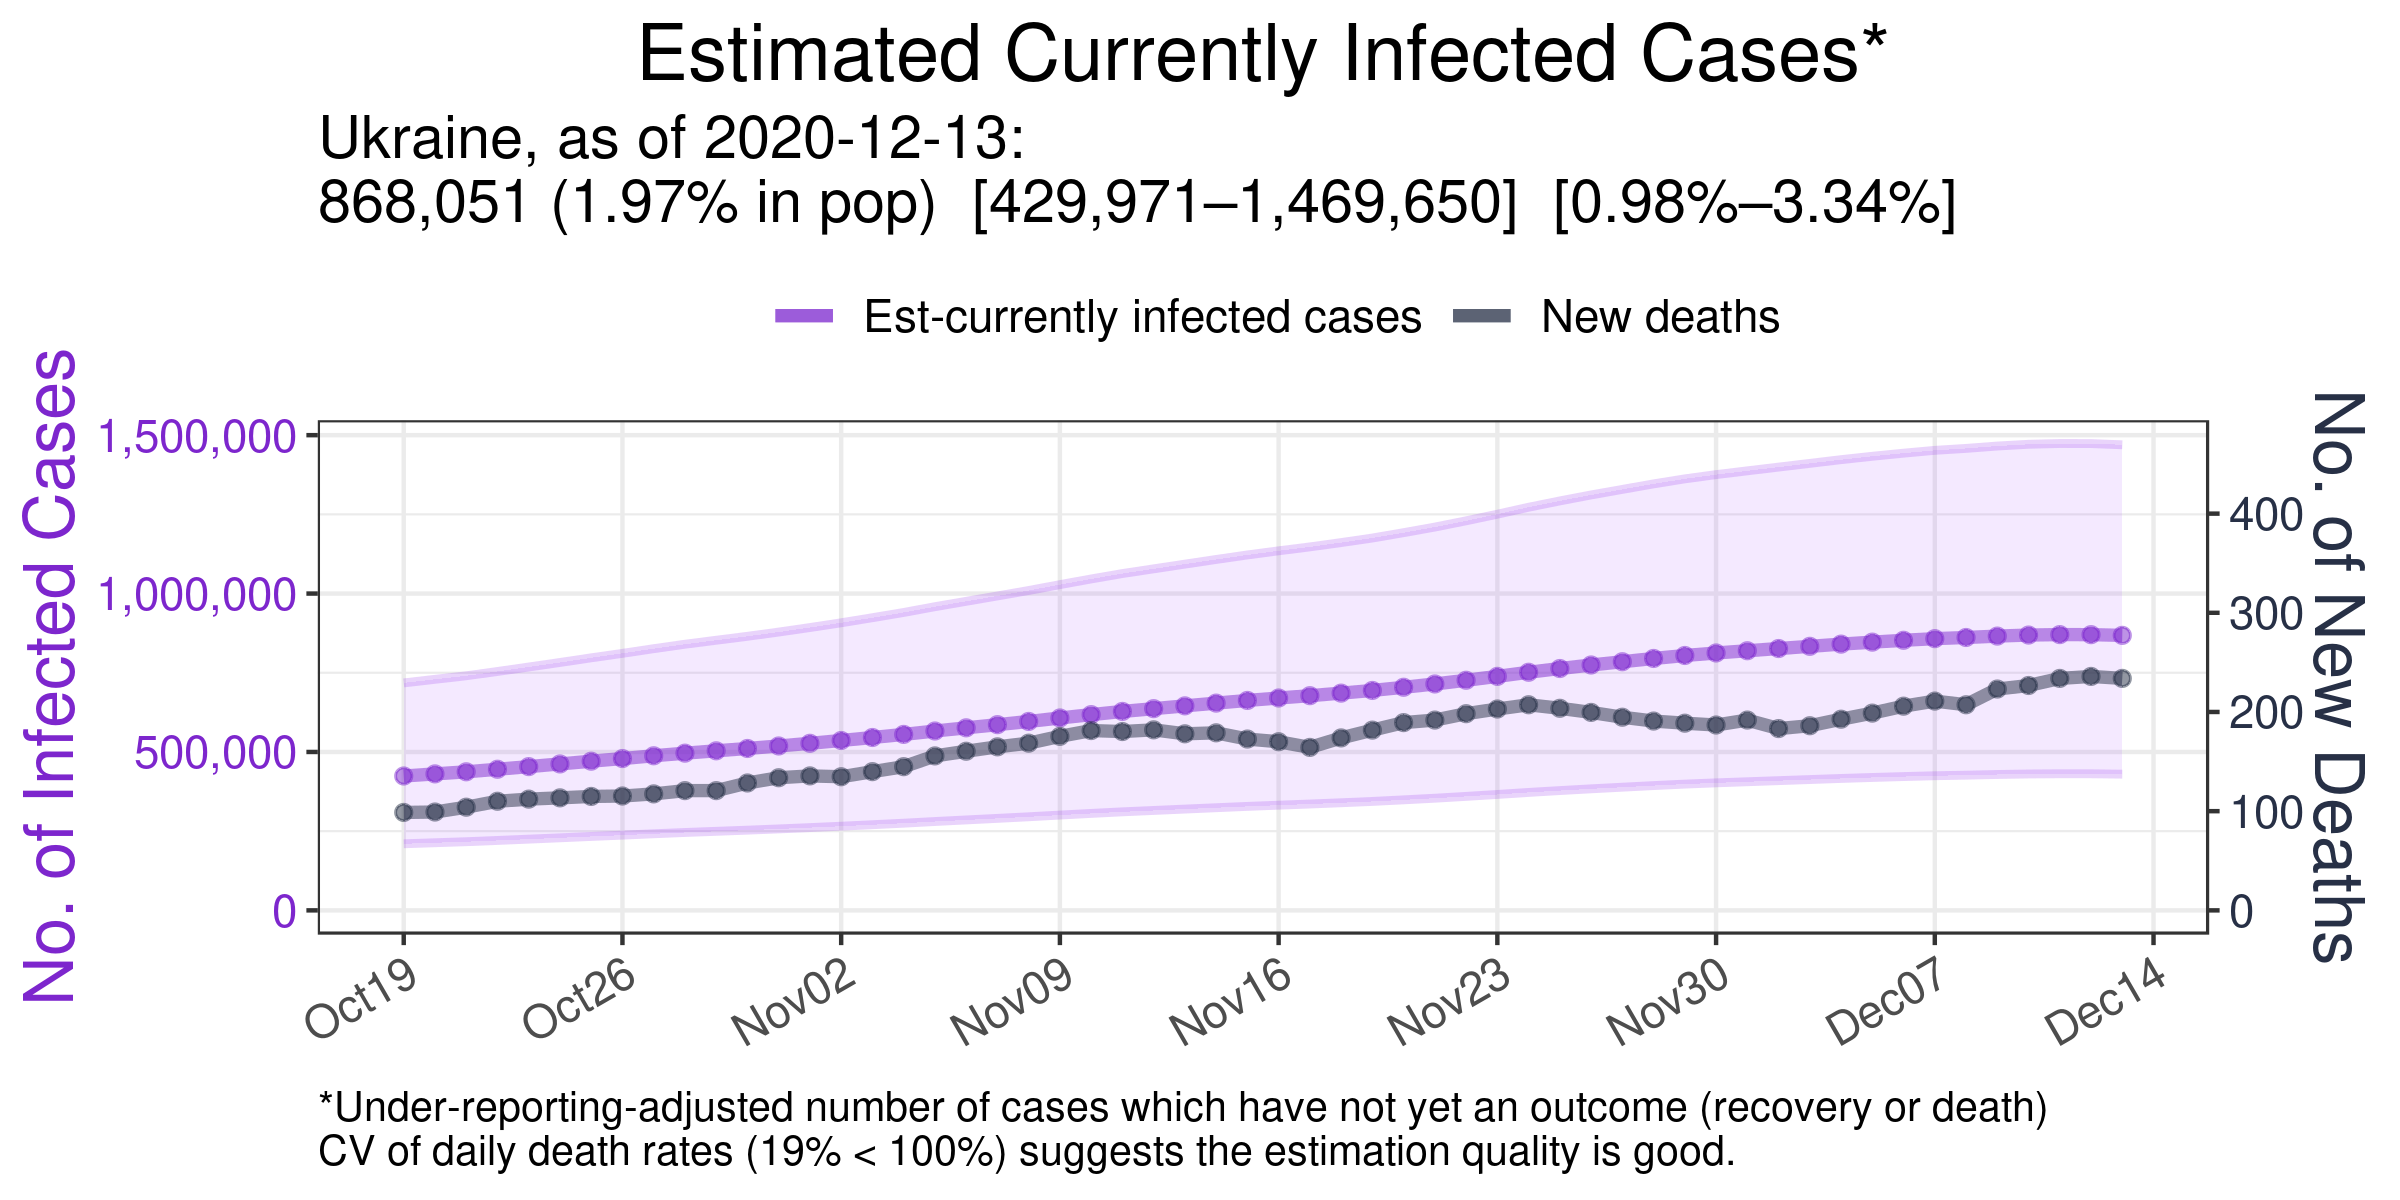 Estimated Currently Infected Cases*
Ukraine, as of 2020-12-13:
868,051 (1.97% in pop) [429,971–1,469,650] [0.98%–3.34%]
Est-currently infected cases New deaths
No. of Infected Cases
1,500,000
1,000,000
500,000
0
No. of New Deaths
400
300
200
100
0
Oct19 Oct26 Nov02 Nov09 Nov16 Nov23 Nov30 Dec07 Dec14
*Under-reporting-adjusted number of cases which have not yet an outcome (recovery or death)
CV of daily death rates (19% < 100%) suggests the estimation quality is good.